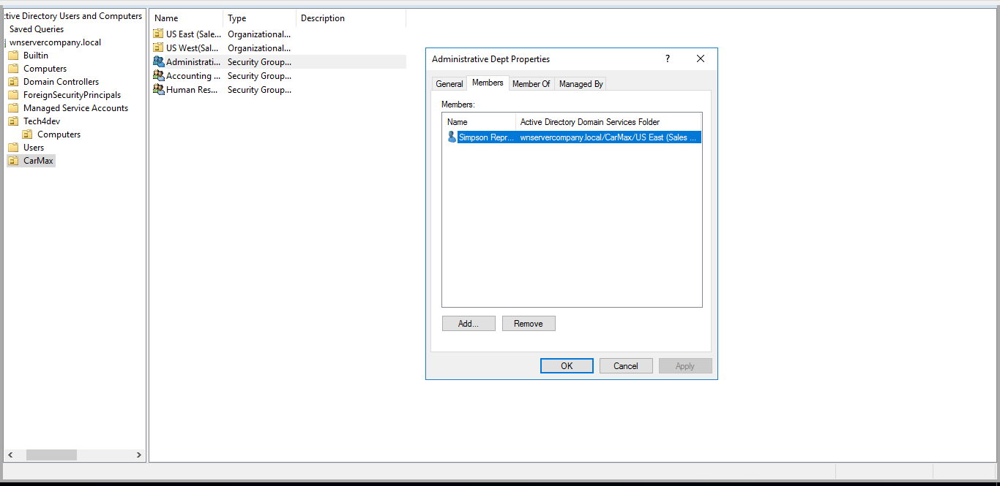 ctive Directory Users and Computers
Saved Queries
wnservercompany.local
Builtin
Computers
Domain Controllers
ForeignSecurityPrincipals
Managed Service Accounts
Tech4dev
Computers
Users
CarMax
Name Type Description
US East (Sale... Organizational...
US West(Sal... Organizational...
Administrati... Security Group...
Accounting ... Security Group...
Human Res... Security Group...
Administrative Dept Properties ?
General Members Member Of Managed By
Members:
Name Active Directory Domain Services Folder
Simpson Repr... wnservercompany.local/CarMax/US East (Sales ...
Add... Remove
OK Cancel Apply